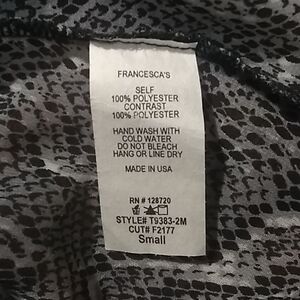 FRANCESCA'S
SELF
100% POLYESTER
CONTRAST
100% POLYESTER
HAND WASH WITH
COLD WATER
DO NOT BLEACH
HANG OR LINE DRY
MADE IN USA
RN # 128720
STYLE# T9383-2M
CUT# F2177
Small